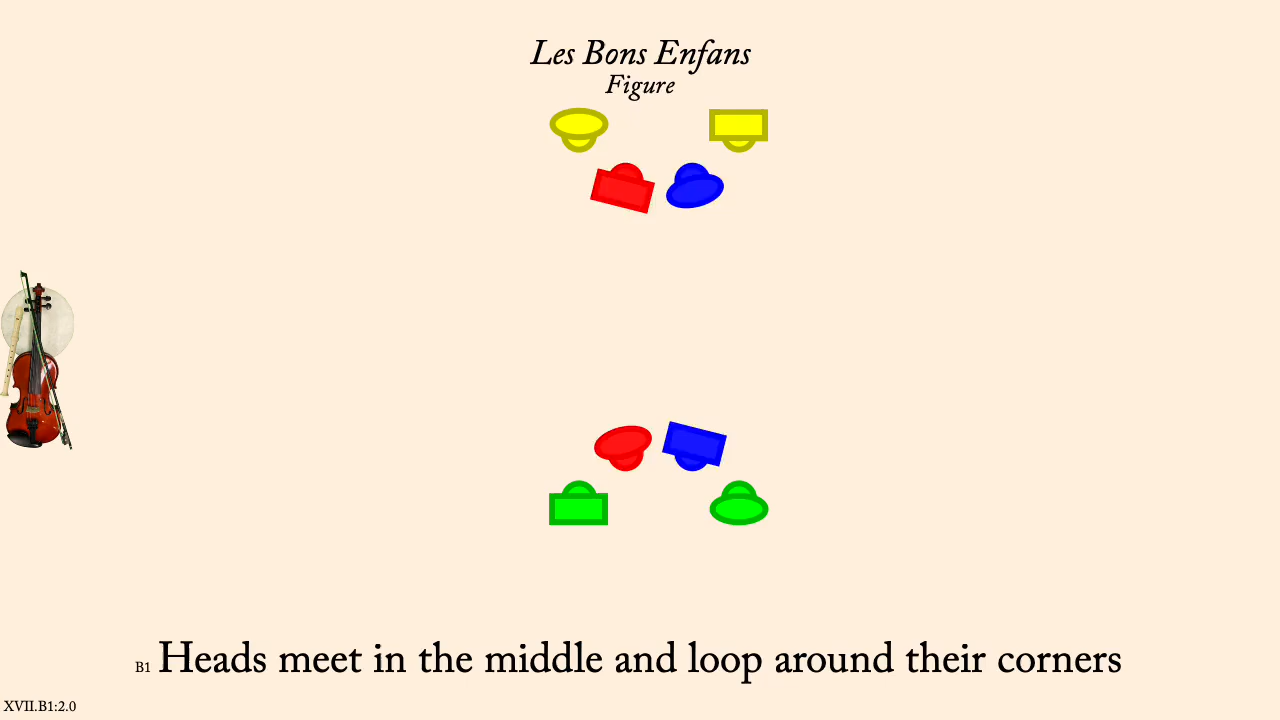 Les Bons Enfans
Figure
B1 Heads meet in the middle and loop around their corners
XVII.B1:2.0